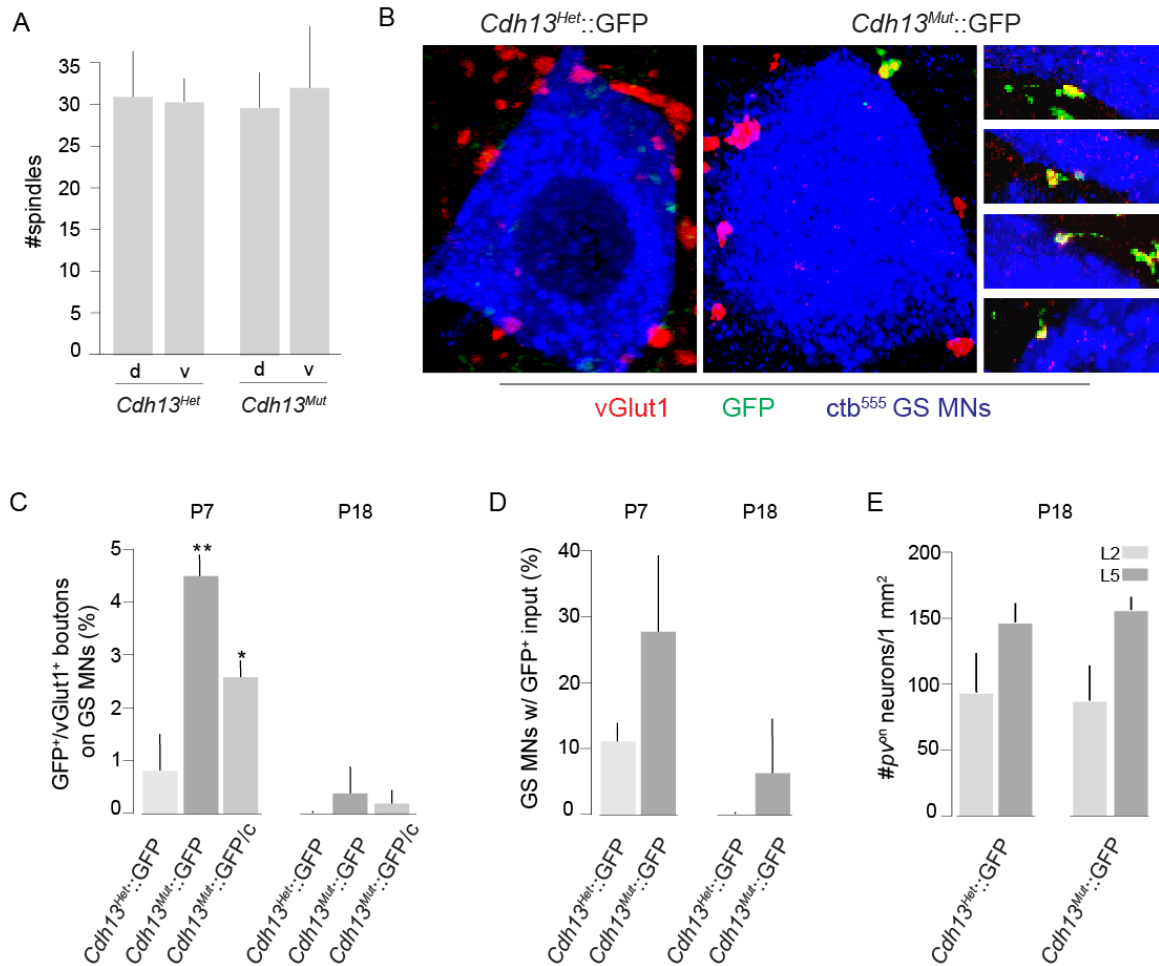 A
#spindles
35
30
25
20
15
10
5
0
d v d v
Cdh13Het Cdh13Mut
B
Cdh13Het::GFP Cdh13Mut::GFP
vGlut1 GFP ctb555 GS MNs
C
P7 P18
GFP+/vGlut1+ boutons
on GS MNs (%)
5
4
3
2
1
0
** 
*
Cdh13Het::GFP
Cdh13Mut::GFP
Cdh13Mut::GFP/c
Cdh13Het::GFP
Cdh13Mut::GFP
Cdh13Mut::GFP/c
D
P7 P18
GS MNs w/ GFP+ input (%)
40
30
20
10
0
Cdh13Het::GFP
Cdh13Mut::GFP
Cdh13Het::GFP
Cdh13Mut::GFP
E
P18
L2
L5
#pvon neurons/1 mm2
200
150
100
50
0
Cdh13Het::GFP
Cdh13Mut::GFP